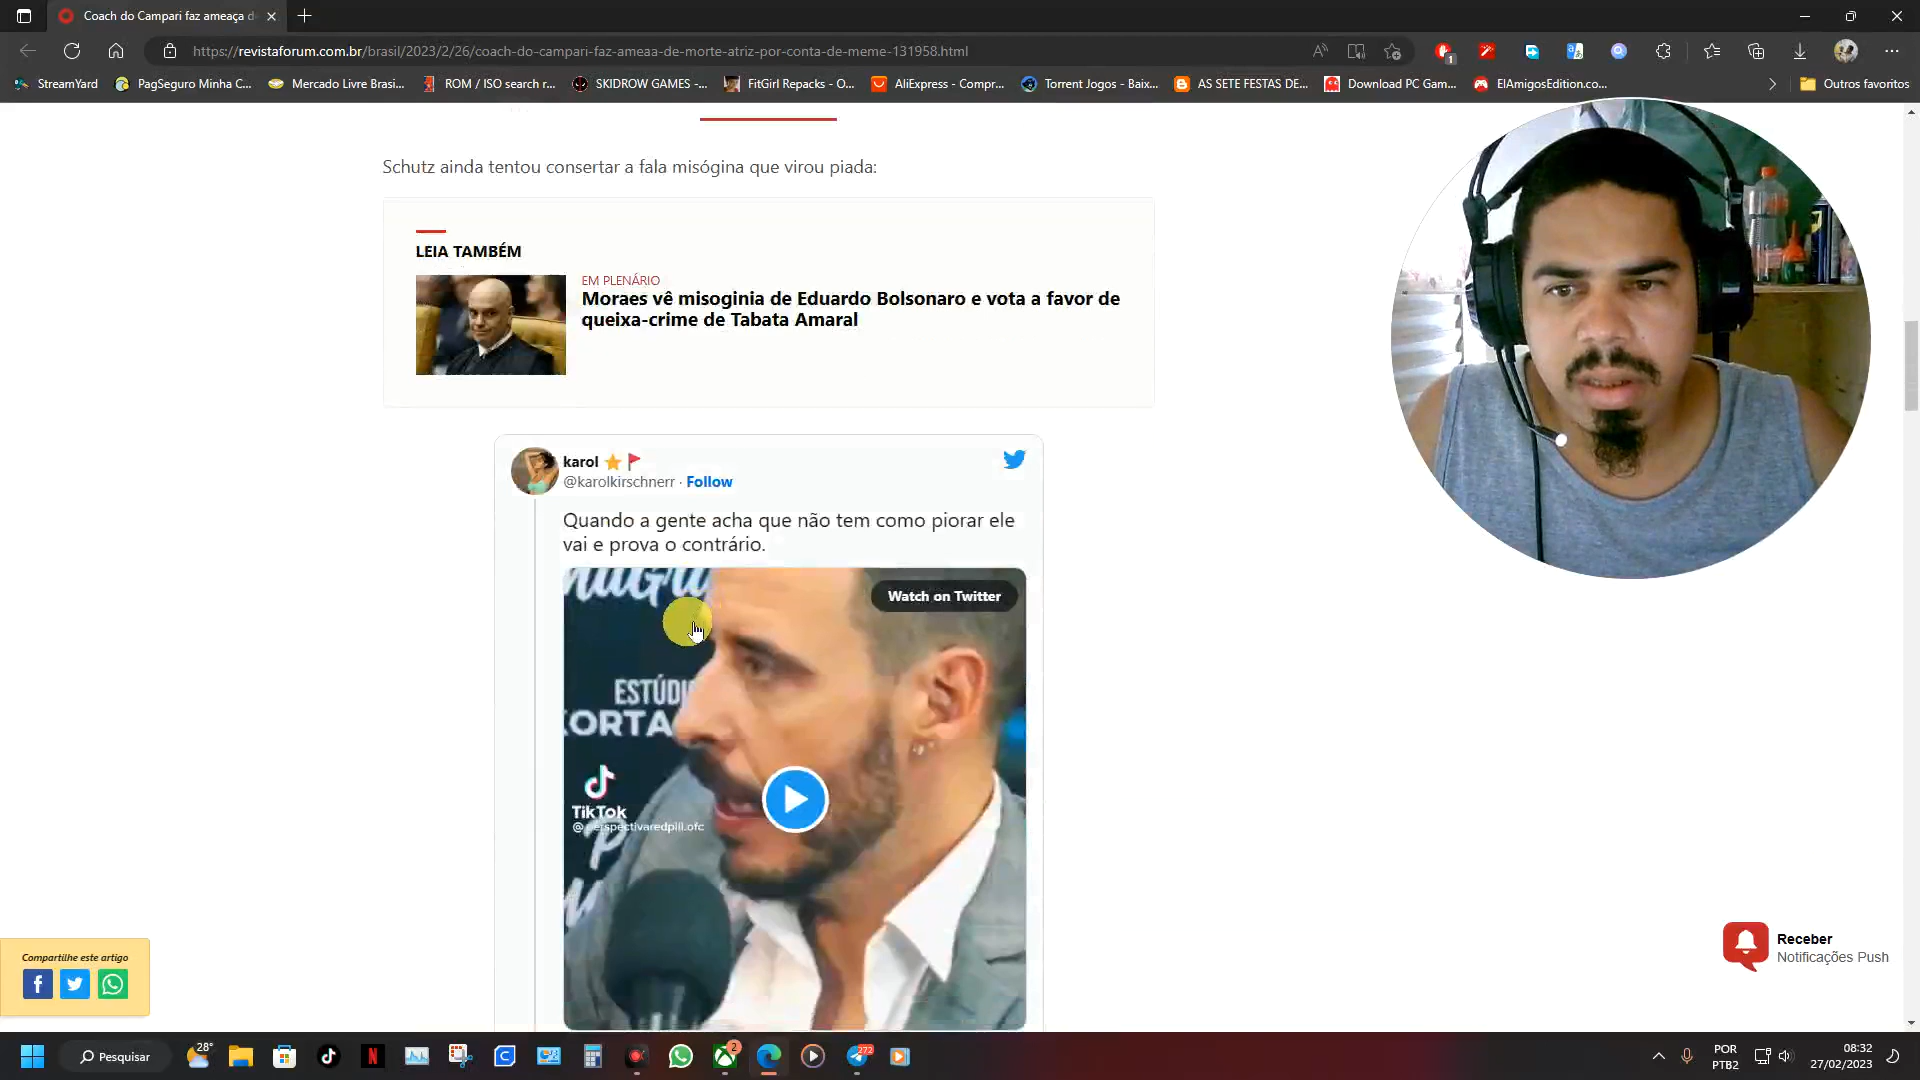 Coach do Campari faz ameaça d
https://revistaforum.com.br/brasil/2023/2/26/coach-do-campari-faz-ameaa-de-morte-atriz-por-conta-de-meme-131958.html
1
StreamYard
PagSeguro Minha C...
Mercado Livre Brasi...
ROM / ISO search r...
SKIDROW GAMES -...
FitGirl Repacks - O...
AliExpress - Compr...
Torrent Jogos - Baix...
AS SETE FESTAS DE...
Download PC Gam...
ElAmigosEdition.co...
Outros favoritos
Schutz ainda tentou consertar a fala misógina que virou piada:
LEIA TAMBÉM
EM PLENÁRIO
Moraes vê misoginia de Eduardo Bolsonaro e vota a favor de
queixa-crime de Tabata Amaral
karol
@karolkirschnerr · Follow
Quando a gente acha que não tem como piorar ele
vai e prova o contrário.
Watch on Twitter
ESTÚDI
CORTA
TikTok
@perspectivaredpill.ofc
Compartilhe este artigo
Receber
Notificações Push
28°
Pesquisar
2
272
POR
PTB2
08:32
27/02/2023